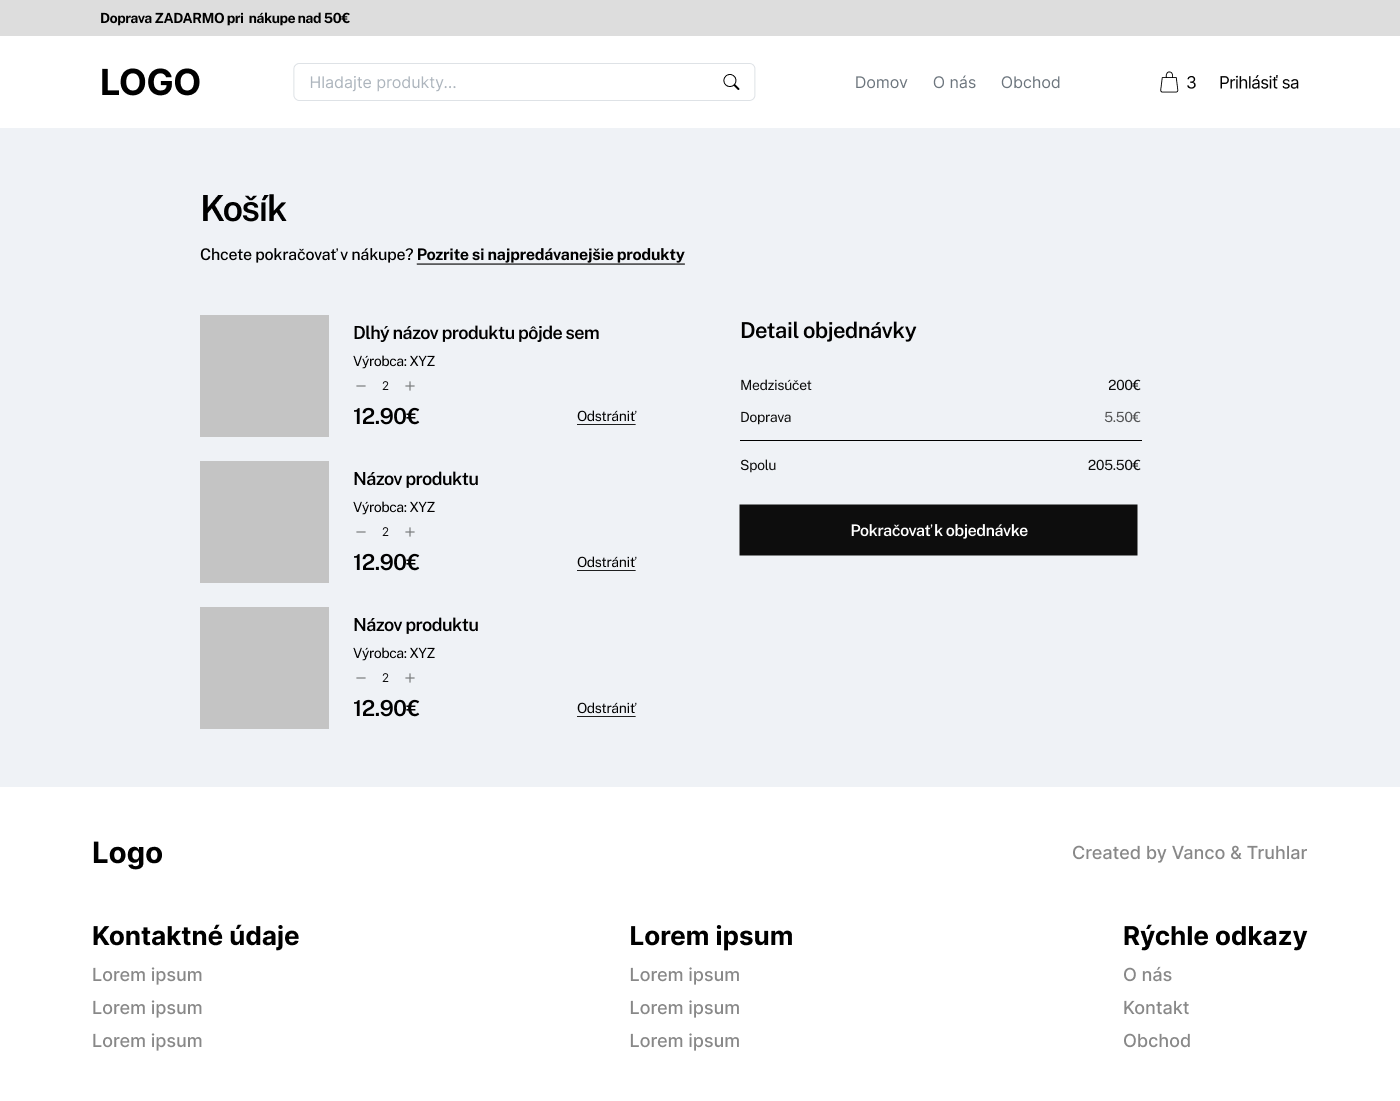 Doprava ZADARMO pri  nákupe nad 50€
LOGO
Hladajte produkty...
Domov
O nás
Obchod
3
Prihlásiť sa
Košík
Chcete pokračovať v nákupe? Pozrite si najpredávanejšie produkty
Dlhý názov produktu pôjde sem
Výrobca: XYZ
− 2 +
12.90€
Odstrániť
Názov produktu
Výrobca: XYZ
− 2 +
12.90€
Odstrániť
Názov produktu
Výrobca: XYZ
− 2 +
12.90€
Odstrániť
Detail objednávky
Medzisúčet 200€
Doprava 5.50€
Spolu 205.50€
Pokračovať k objednávke
Logo
Created by Vanco & Truhlar
Kontaktné údaje
Lorem ipsum
Lorem ipsum
Lorem ipsum
Lorem ipsum
Lorem ipsum
Lorem ipsum
Lorem ipsum
Rýchle odkazy
O nás
Kontakt
Obchod